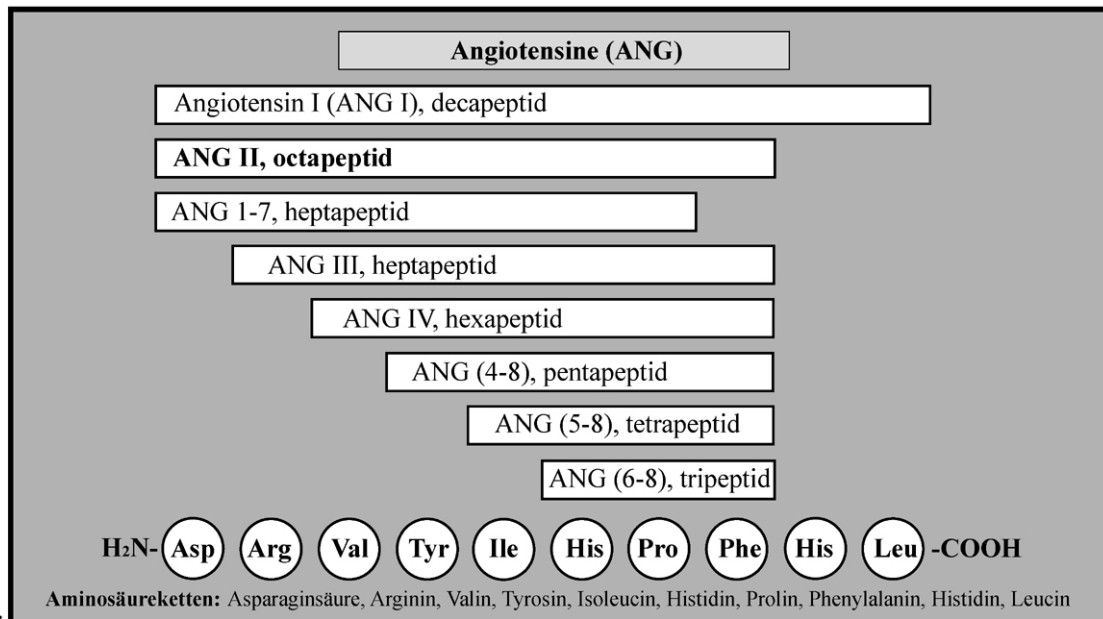 Angiotensine (ANG)
Angiotensin I (ANG I), decapeptid
ANG II, octapeptid
ANG 1-7, heptapeptid
ANG III, heptapeptid
ANG IV, hexapeptid
ANG (4-8), pentapeptid
ANG (5-8), tetrapeptid
ANG (6-8), tripeptid
H₂N- Asp Arg Val Tyr Ile His Pro Phe His Leu -COOH
Aminosäureketten: Asparaginsäure, Arginin, Valin, Tyrosin, Isoleucin, Histidin, Prolin, Phenylalanin, Histidin, Leucin